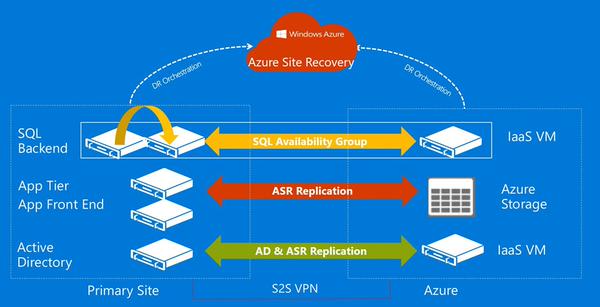 Windows Azure
Azure Site Recovery
DR Orchestration
DR Orchestration
SQL
Backend
SQL Availability Group
IaaS VM
App Tier
App Front End
ASR Replication
Azure
Storage
Active
Directory
AD & ASR Replication
IaaS VM
Primary Site
S2S VPN
Azure